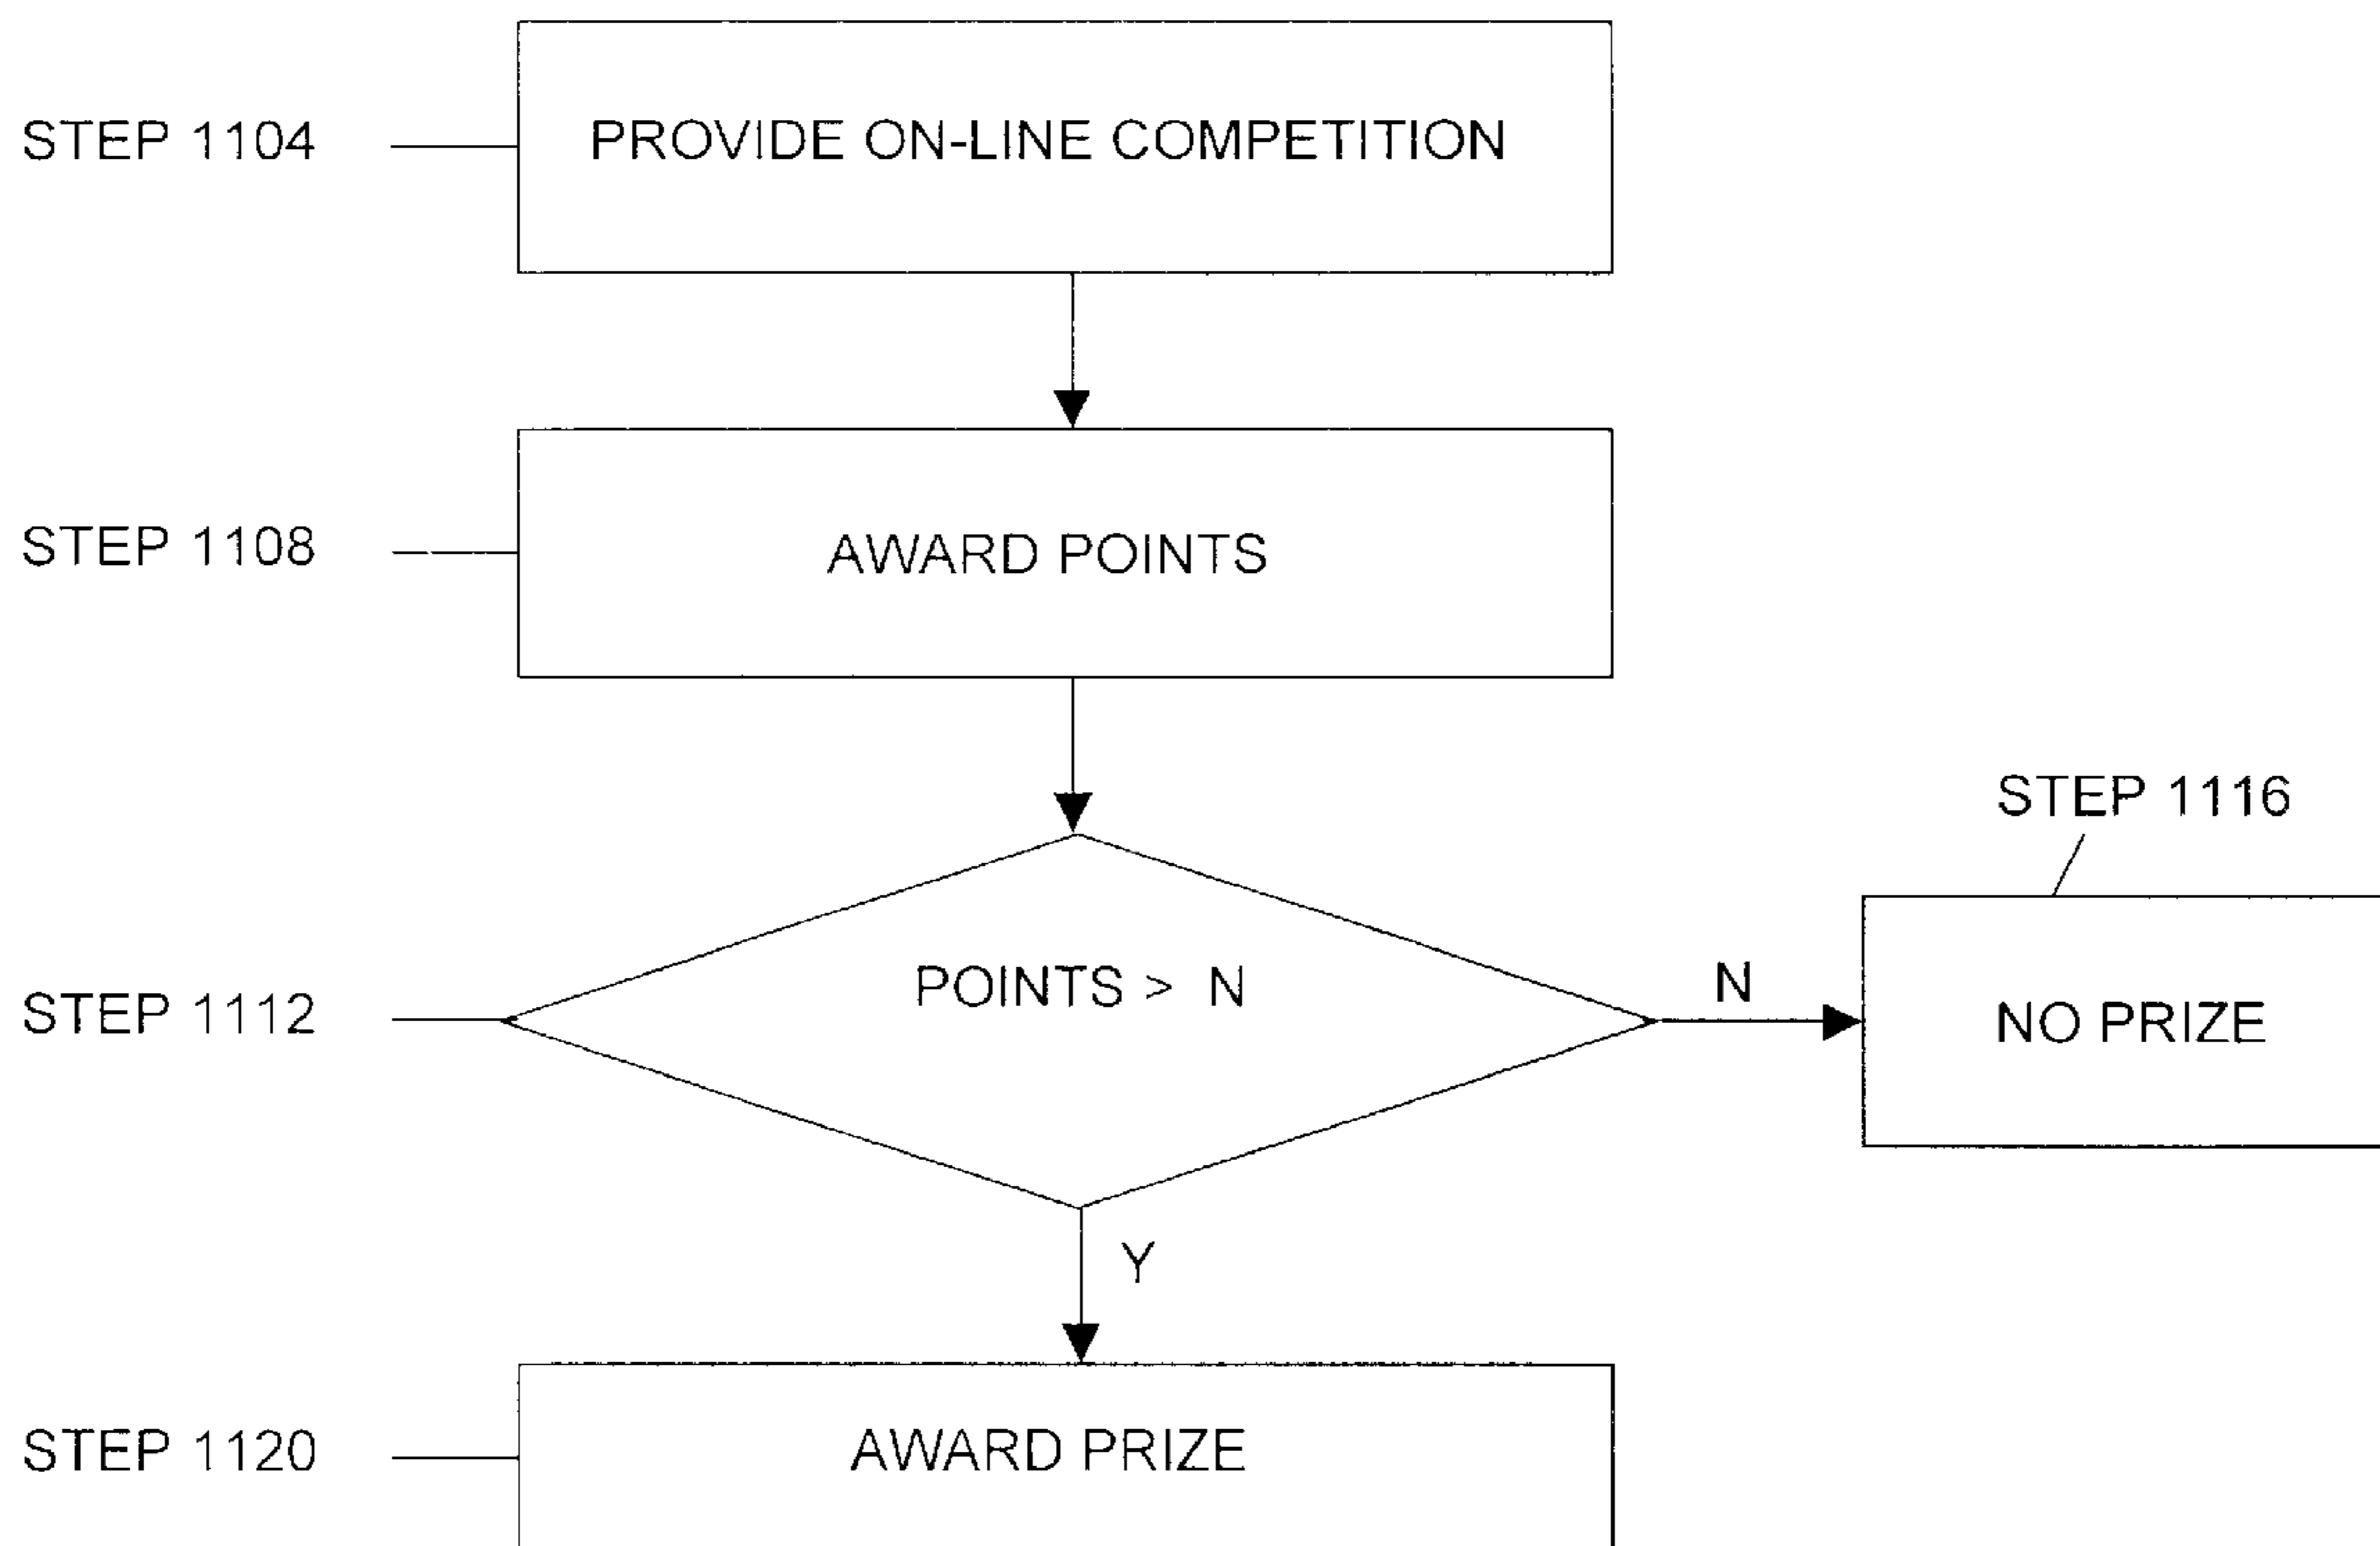 STEP 1104
PROVIDE ON-LINE COMPETITION
STEP 1108
AWARD POINTS
STEP 1116
STEP 1112
POINTS > N
N
NO PRIZE
Y
STEP 1120
AWARD PRIZE